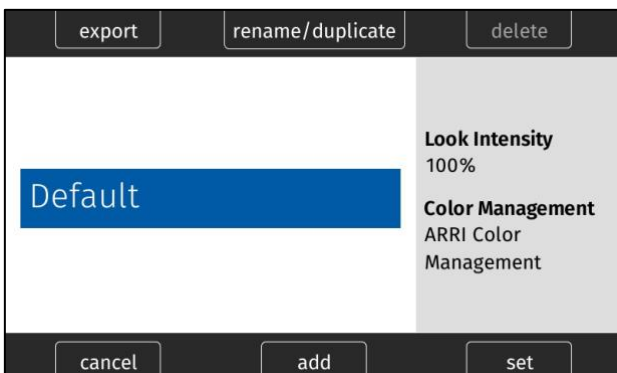 export
rename/duplicate
delete
Look Intensity
100%
Default
Color Management
ARRI Color
Management
cancel
add
set